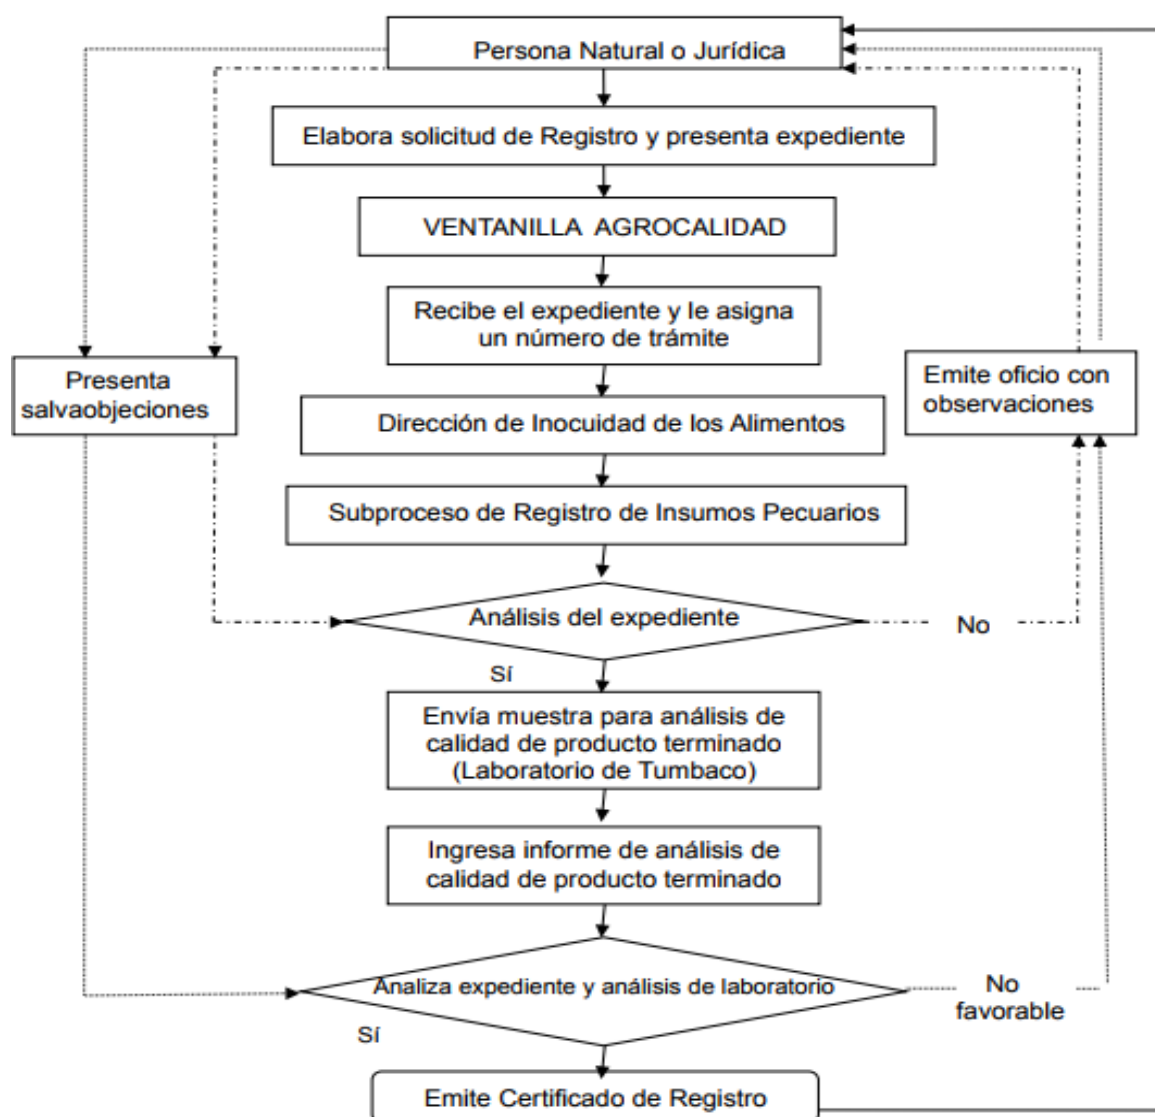 Persona Natural o Jurídica
Elabora solicitud de Registro y presenta expediente
VENTANILLA AGROCALIDAD
Recibe el expediente y le asigna
un número de trámite
Presenta
salvaobjeciones
Emite oficio con
observaciones
Dirección de Inocuidad de los Alimentos
Subproceso de Registro de Insumos Pecuarios
Análisis del expediente
No
Sí
Envía muestra para análisis de
calidad de producto terminado
(Laboratorio de Tumbaco)
Ingresa informe de análisis de
calidad de producto terminado
Analiza expediente y análisis de laboratorio
No
favorable
Sí
Emite Certificado de Registro